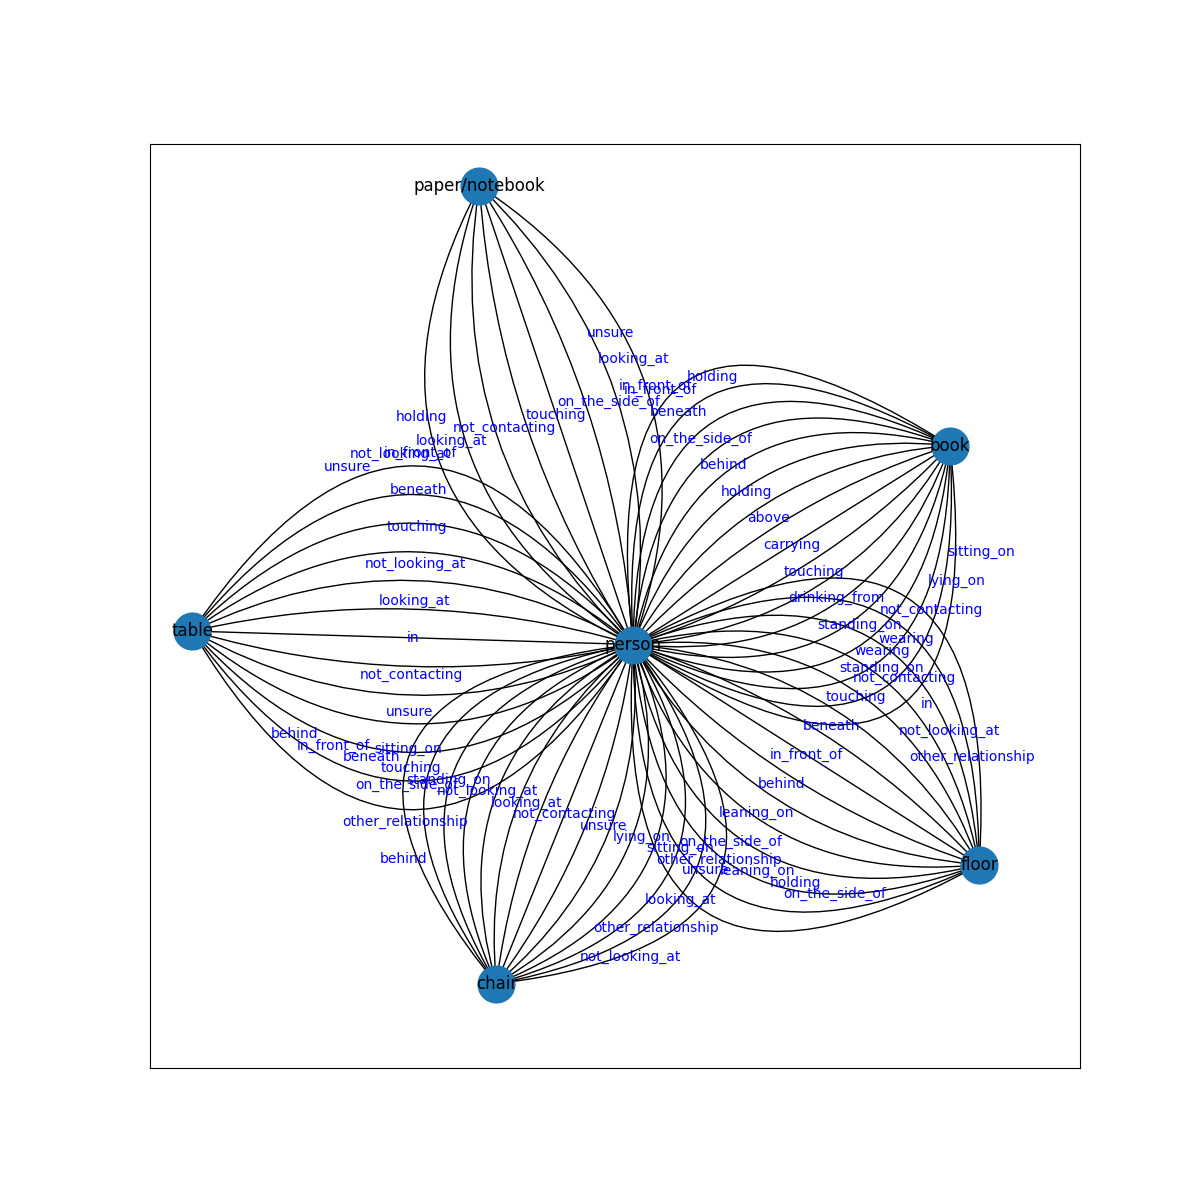 paper/notebook
unsure
looking_at
holding
in_front_of
in_front_of
on_the_side_of
beneath
touching
holding
not_contacting
on_the_side_of
looking_at
book
not_looking_at
in_front_of
unsure
behind
beneath
holding
above
touching
carrying
sitting_on
not_looking_at
touching
lying_on
looking_at
drinking_from
not_contacting
standing_on
table
in
wearing
person
wearing
standing_on
not_contacting
not_contacting
touching
in
unsure
beneath
not_looking_at
behind
in_front_of
sitting_on
in_front_of
beneath
other_relationship
touching
standing_on
on_the_side_of
behind
not_looking_at
looking_at
not_contacting
leaning_on
other_relationship
unsure
lying_on
on_the_side_of
sitting_on
behind
other_relationship
floor
unsure
leaning_on
holding
on_the_side_of
looking_at
other_relationship
not_looking_at
chair